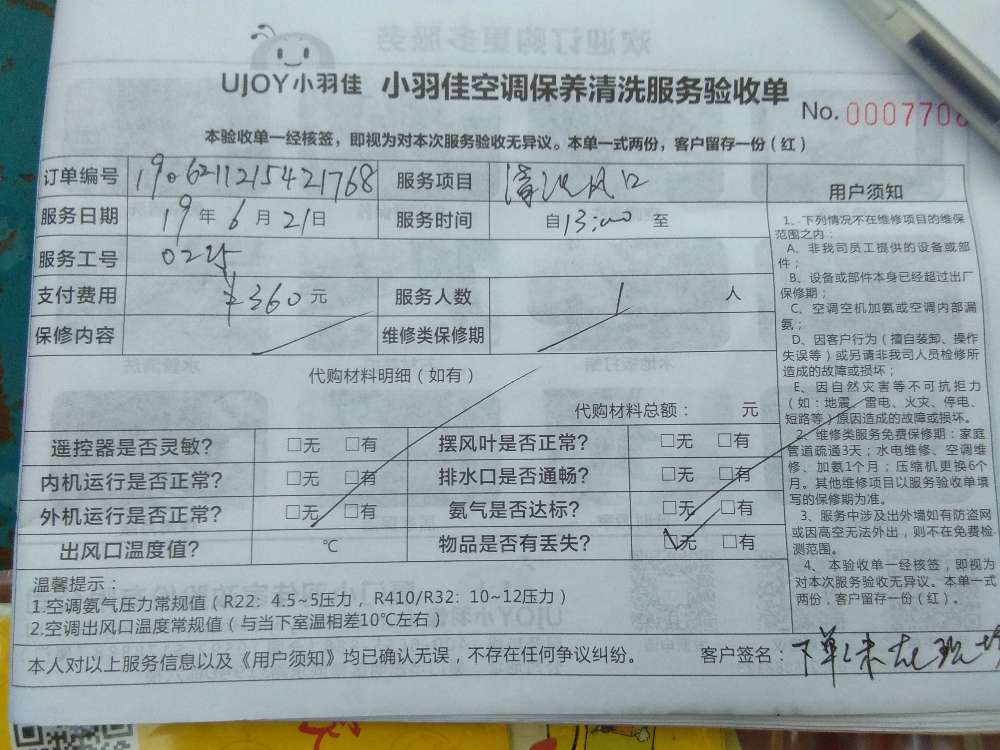 UJOY小羽佳 小羽佳空调保养清洗服务验收单
No. 000770
本验收单一经核签，即视为对本次服务验收无异议。本单一式两份，客户留存一份（红）
订单编号 1906211215421768 服务项目 清洗风口
服务日期 19年6月21日 服务时间 自13:00至
服务工号 0225
支付费用 ¥360元 服务人数 1人
保修内容 维修类保修期
代购材料明细（如有）
代购材料总额： 元
遥控器是否灵敏? □无 □有 摆风叶是否正常? □无 □有
内机运行是否正常? □无 □有 排水口是否通畅? □无 □有
外机运行是否正常? □无 □有 氨气是否达标? □无 □有
出风口温度值? ℃ 物品是否有丢失? ☑无 □有
温馨提示：
1.空调氨气压力常规值（R22：4.5~5压力，R410/R32：10~12压力）
2.空调出风口温度常规值（与当下室温相差10℃左右）
本人对以上服务信息以及《用户须知》均已确认无误，不存在任何争议纠纷。 客户签名：下单人未在现场
用户须知
1、下列情况不在维修项目的维保
范围之内：
A、非我司员工提供的设备或部
件；
B、设备或部件本身已经超过出厂
保修期；
C、空调空机加氨或空调内部漏
氨；
D、因客户行为（擅自装卸、操作
失误等）或另请非我司人员检修所
造成的故障或损坏；
E、因自然灾害等不可抗拒力
（如：地震、雷电、火灾、停电、
短路等）原因造成的故障或损坏。
2、维修类服务免费保修期：家庭
管道疏通3天；水电维修、空调维
修、加氨1个月；压缩机更换6个
月。其他维修项目以服务验收单填
写的保修期为准。
3、服务中涉及出外墙如有防盗网
或因高空无法外出，则不在免费检
测范围。
4、本验收单一经核签，即视为
对本次服务验收无异议。本单一式
两份，客户留存一份（红）。